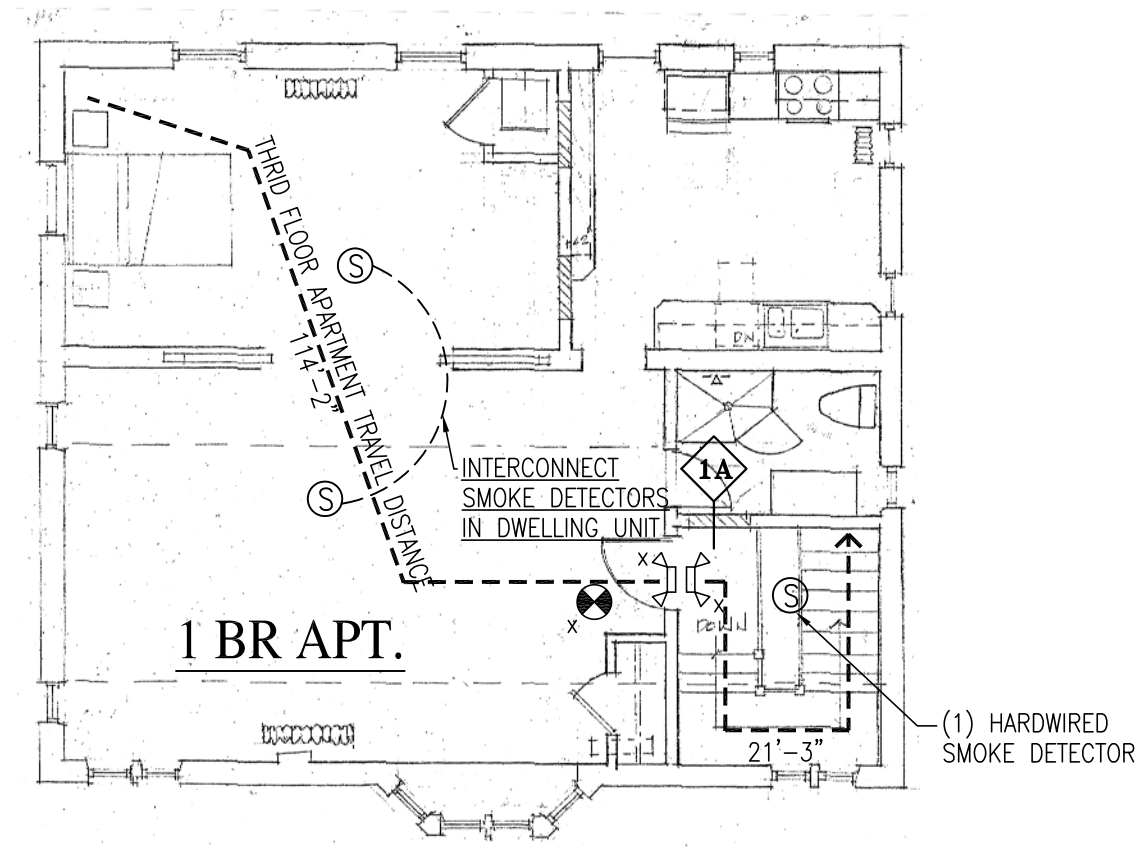 THRID FLOOR APARTMENT TRAVEL DISTANCE
114'-2"
S
S
INTERCONNECT
SMOKE DETECTORS
IN DWELLING UNIT
1A
DN
X
X
X
S
DOWN
1 BR APT.
21'-3"
(1) HARDWIRED
SMOKE DETECTOR